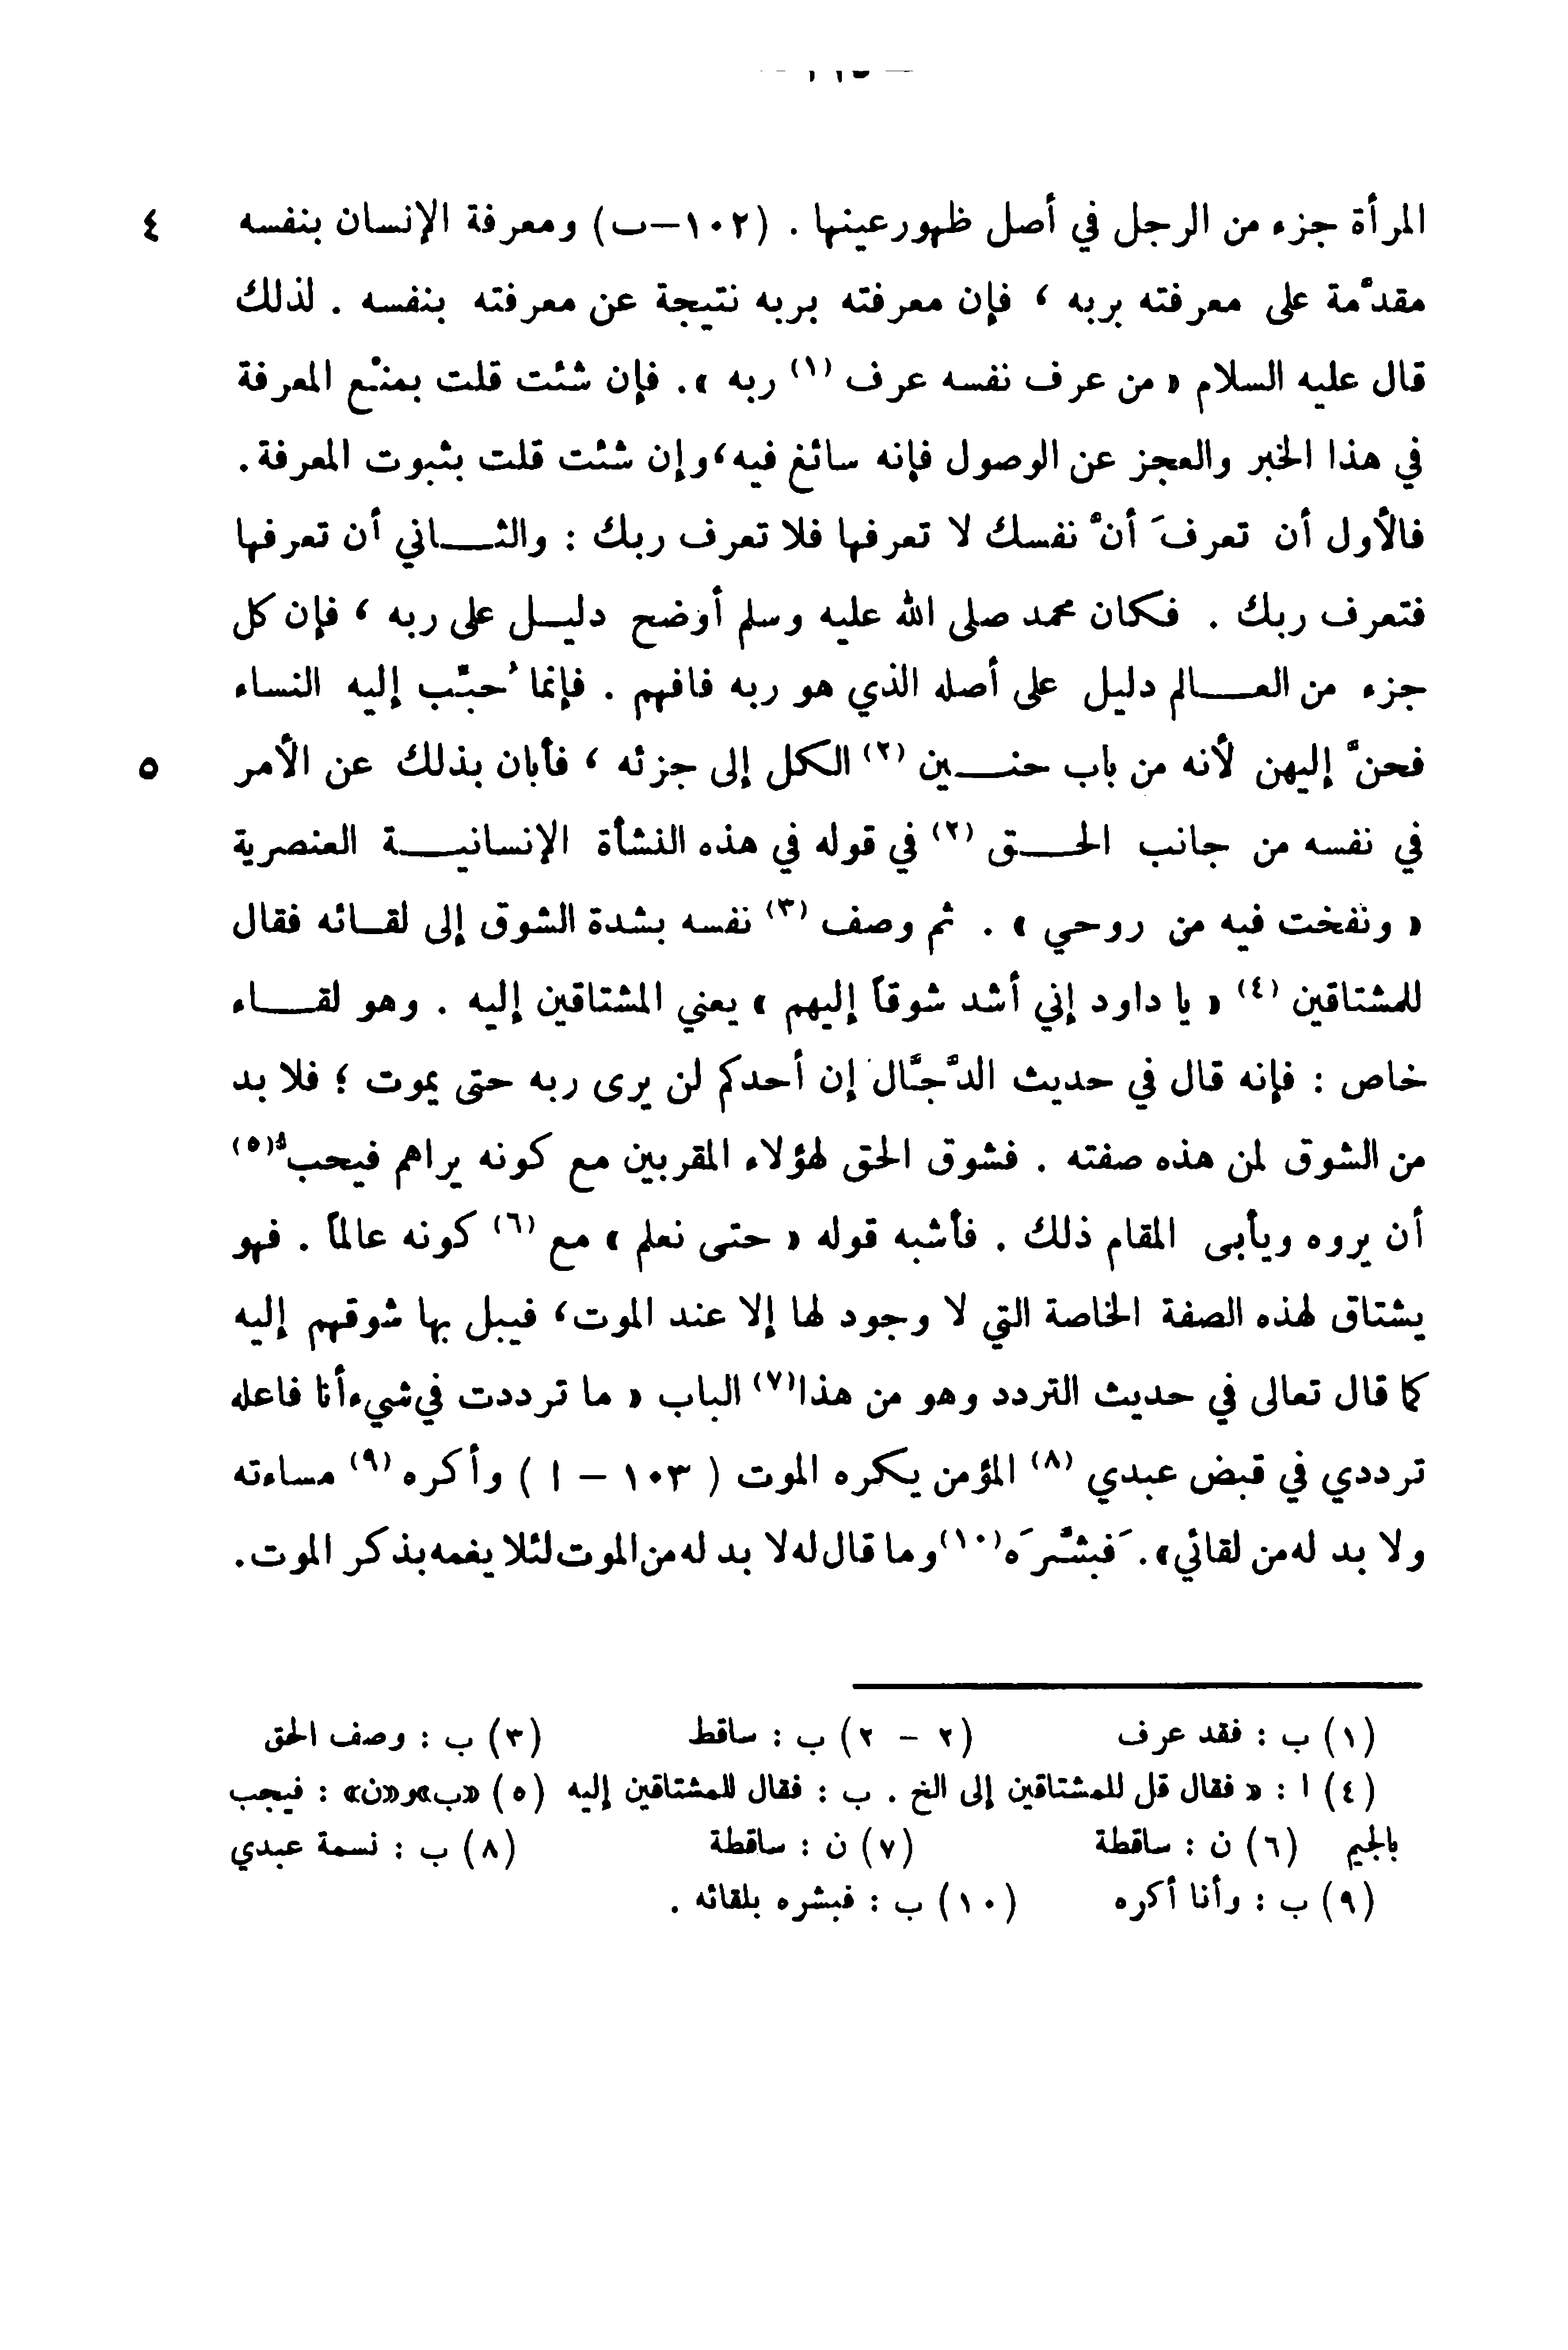 المرأة جزء من الرجل في أصل ظهور عينها . (١٠٢-ب) ومعرفة الإنسان بنفسه ٤
مقدَّمة على معرفته بربه ، فإن معرفته بربه نتيجة عن معرفته بنفسه . لذلك
قال عليه السلام « من عرف نفسه عرف (١) ربه » . فإن شئت قلت بمنْع المعرفة
في هذا الخبر والعجز عن الوصول فإنه سائغ فيه ، وإن شئت قلت بثبوت المعرفة .
فالأول أن تعرفَ أنَّ نفسك لا تعرفها فلا تعرف ربك : والثـــاني أن تعرفها
فتعرف ربك . فكان محمد صلى الله عليه وسلم أوضح دليــل على ربه ، فإن كل
جزء من العـــالم دليل على أصله الذي هو ربه فافهم . فإنما حُبِّب إليه النساء
فحنَّ إليهن لأنه من باب حنـــين (٢) الكل إلى جزئه ، فأبان بذلك عن الأمر ٥
في نفسه من جانب الحـــق (٢) في قوله في هذه النشأة الإنسانيـــة العنصرية
« ونفخت فيه من روحي » . ثم وصف (٣) نفسه بشدة الشوق إلى لقــائه فقال
للمشتاقين (٤) « يا داود إني أشد شوقاً إليهم » يعني المشتاقين إليه . وهو لقـــاء
خاص : فإنه قال في حديث الدَّجَّال إن أحدكم لن يرى ربه حتى يموت ؛ فلا بد
من الشوق لمن هذه صفته . فشوق الحق لهؤلاء المقربين مع كونه يراهم فيحبُّ (٥)
أن يروه ويأبى المقام ذلك . فأشبه قوله « حتى نعلم » مع (٦) كونه عالماً . فهو
يشتاق لهذه الصفة الخاصة التي لا وجود لها إلا عند الموت ، فيبل بها شوقهم إليه
كما قال تعالى في حديث التردد وهو من هذا (٧) الباب « ما ترددت في شيء أنا فاعله
ترددي في قبض عبدي (٨) المؤمن يكره الموت ( ١٠٣ - ا ) وأكره (٩) مساءته
ولا بد له من لقائي » . فَبشَّرَه (١٠) وما قال له لا بد له من الموت لئلا يغمه بذكر الموت .
(١) ب : فقد عرف (٢ - ٢) ب : ساقط (٣) ب : وصف الحق
(٤) ا : « فقال قل للمشتاقين إلى الخ . ب : فقال للمشتاقين إليه (٥) «ب» و«ن» : فيجب
بالجيم (٦) ن : ساقطة (٧) ن : ساقطة (٨) ب : نسمة عبدي
(٩) ب : وأنا أكره (١٠) ب : فبشره بلقائه .